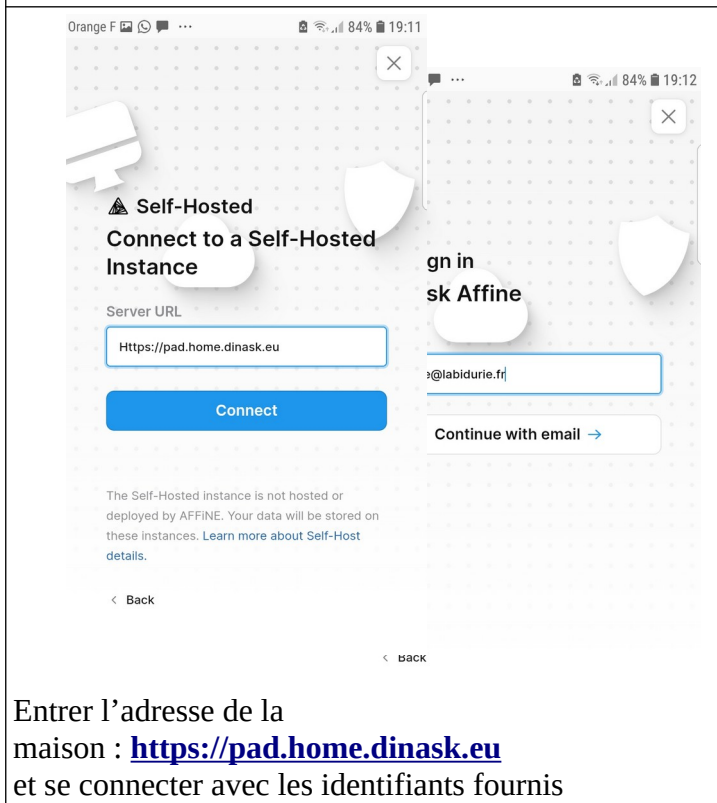 Orange F ... 84% 19:11
Self-Hosted
Connect to a Self-Hosted
Instance
Server URL
Https://pad.home.dinask.eu
Connect
The Self-Hosted instance is not hosted or
deployed by AFFiNE. Your data will be stored on
these instances. Learn more about Self-Host
details.
< Back
... 84% 19:12
gn in
sk Affine
e@labidurie.fr
Continue with email →
< Back
Entrer l’adresse de la
maison : https://pad.home.dinask.eu
et se connecter avec les identifiants fournis